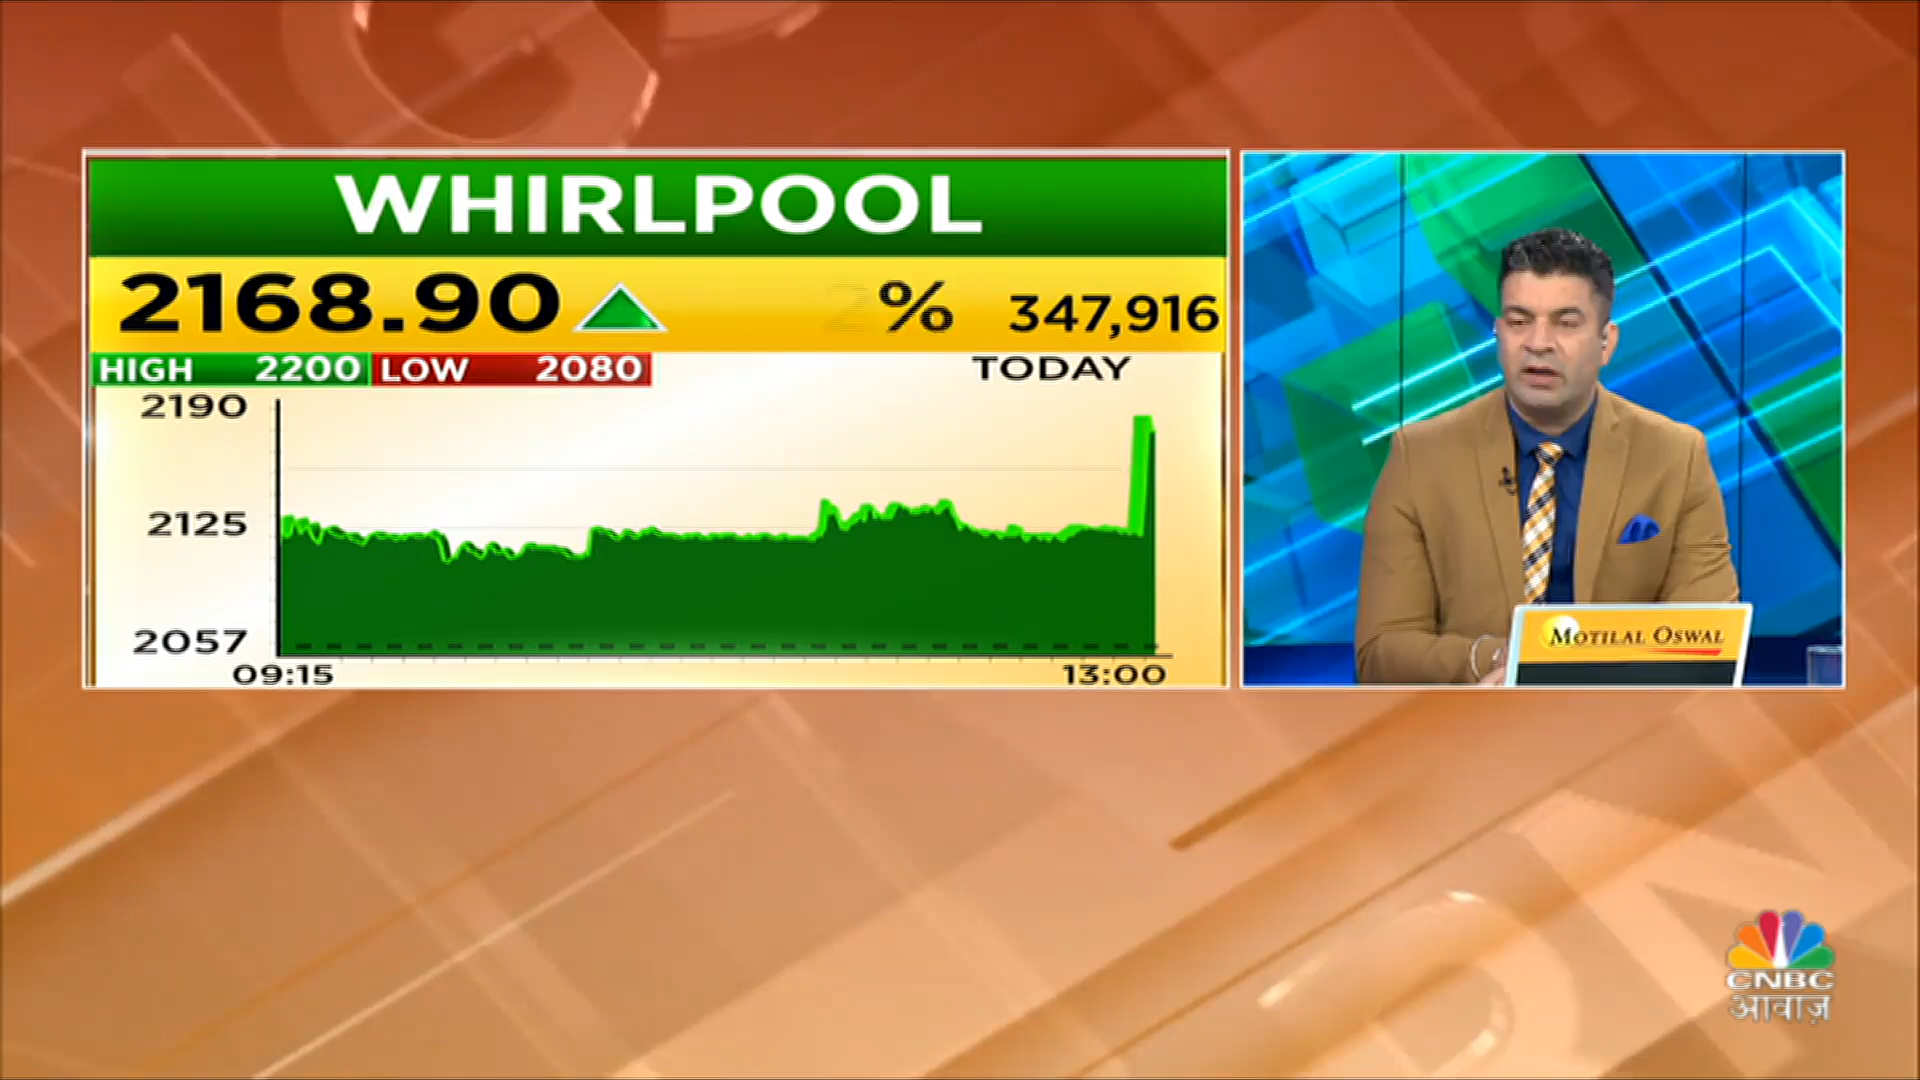 WHIRLPOOL
2168.90 % 347,916
HIGH 2200 LOW 2080 TODAY
2190
2125
2057
09:15 13:00
MOTILAL OSWAL
CNBC
आवाज़